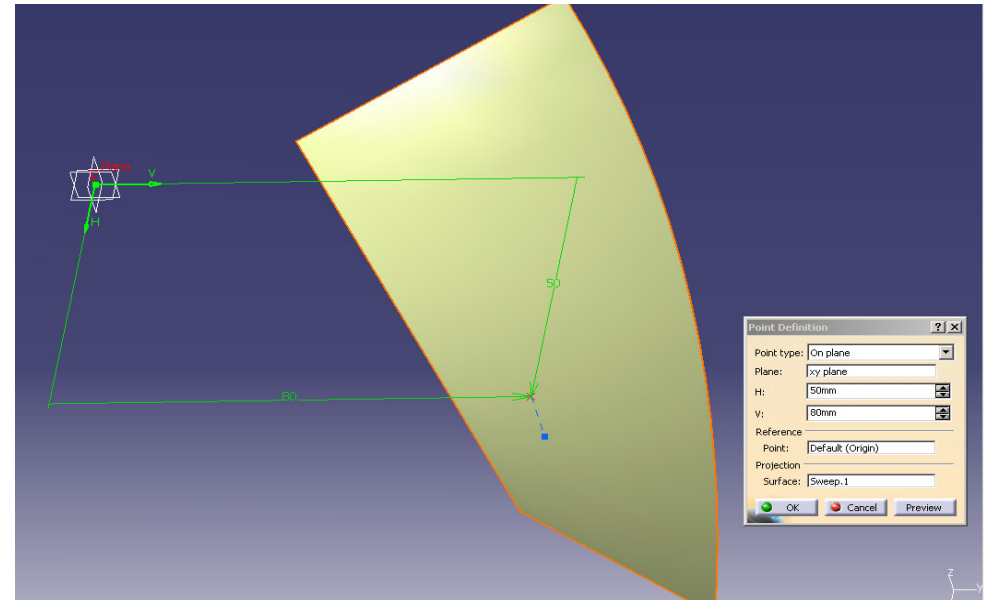 Plane
V
H
50
80
Point Definition
Point type: On plane
Plane: xy plane
H: 50mm
V: 80mm
Reference
Point: Default (Origin)
Projection
Surface: Sweep.1
OK Cancel Preview
z
y